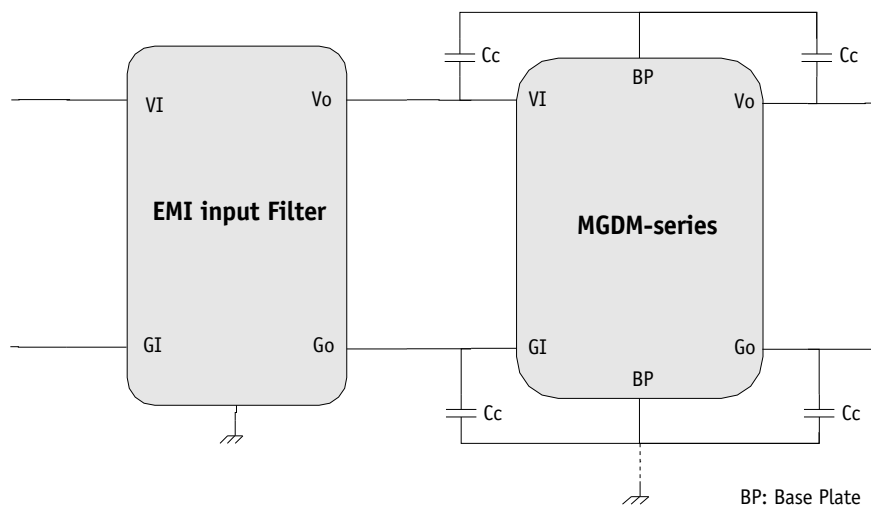 Cc
Cc
BP
VI
Vo
VI
Vo
EMI input Filter
MGDM-series
GI
Go
GI
Go
BP
Cc
Cc
BP: Base Plate